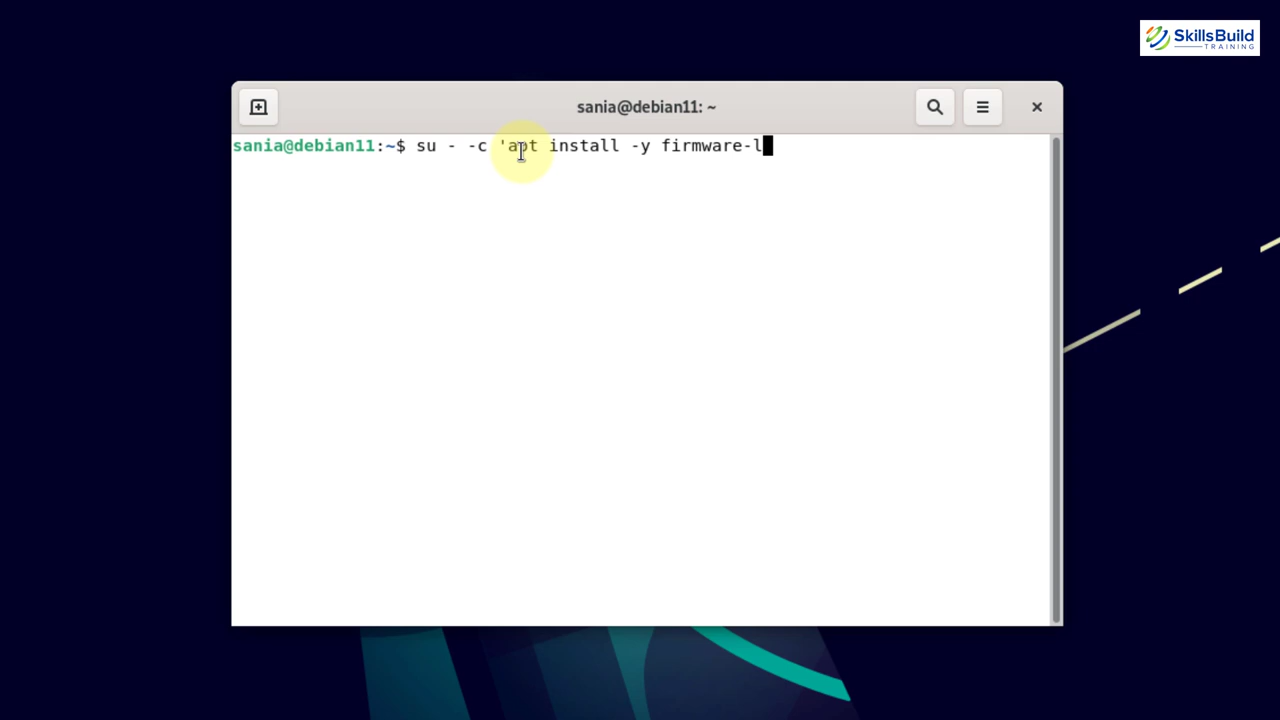 SkillsBuild
TRAINING
sania@debian11: ~
sania@debian11:~$ su - -c 'apt install -y firmware-l